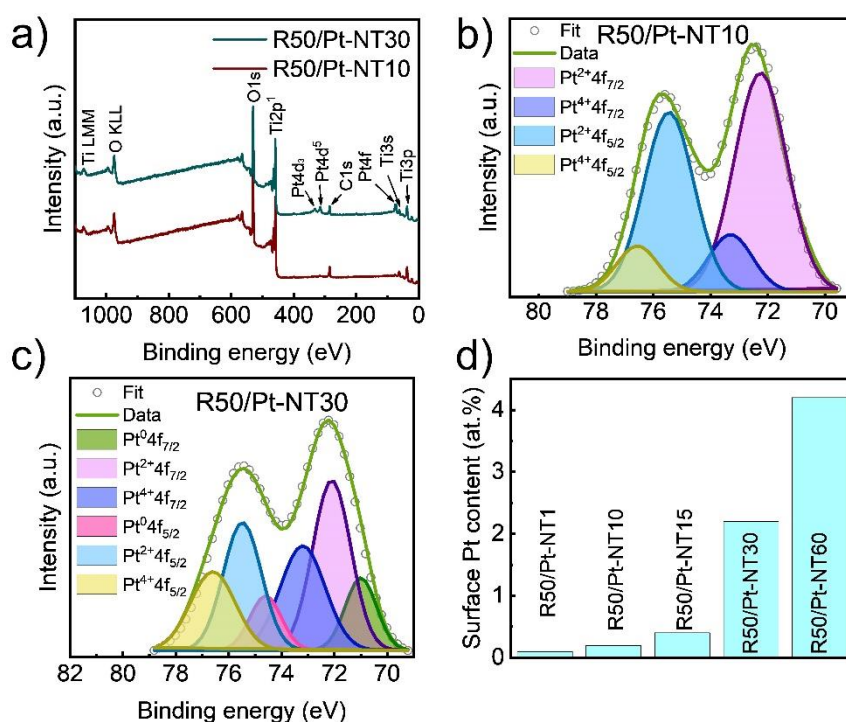 a)
R50/Pt-NT30
R50/Pt-NT10
Ti LMM
O KLL
O1s
Ti2p¹
Pt4d₃
Pt4d⁵
C1s
Pt4f
Ti3s
Ti3p
Intensity (a.u.)
1000 800 600 400 200 0
Binding energy (eV)
b)
R50/Pt-NT10
Fit
Data
Pt²⁺4f₇/₂
Pt⁴⁺4f₇/₂
Pt²⁺4f₅/₂
Pt⁴⁺4f₅/₂
Intensity (a.u.)
80 78 76 74 72 70
Binding energy (eV)
c)
R50/Pt-NT30
Fit
Data
Pt⁰4f₇/₂
Pt²⁺4f₇/₂
Pt⁴⁺4f₇/₂
Pt⁰4f₅/₂
Pt²⁺4f₅/₂
Pt⁴⁺4f₅/₂
Intensity (a.u.)
82 80 78 76 74 72 70
Binding energy (eV)
d)
Surface Pt content (at.%)
4
2
0
R50/Pt-NT1
R50/Pt-NT10
R50/Pt-NT15
R50/Pt-NT30
R50/Pt-NT60